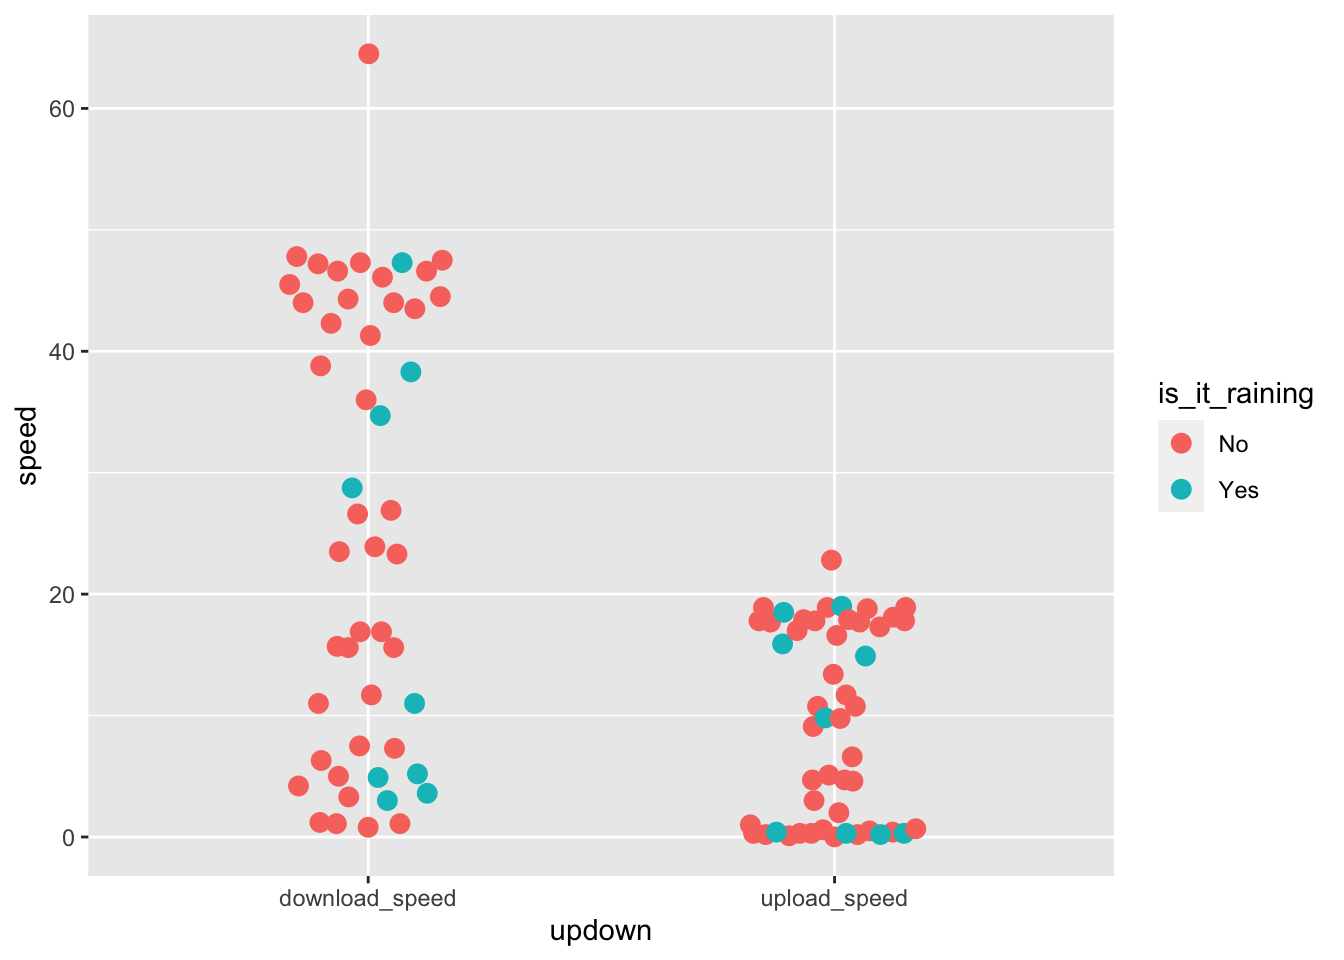 60
40
20
0
speed
download_speed
upload_speed
updown
is_it_raining
No
Yes